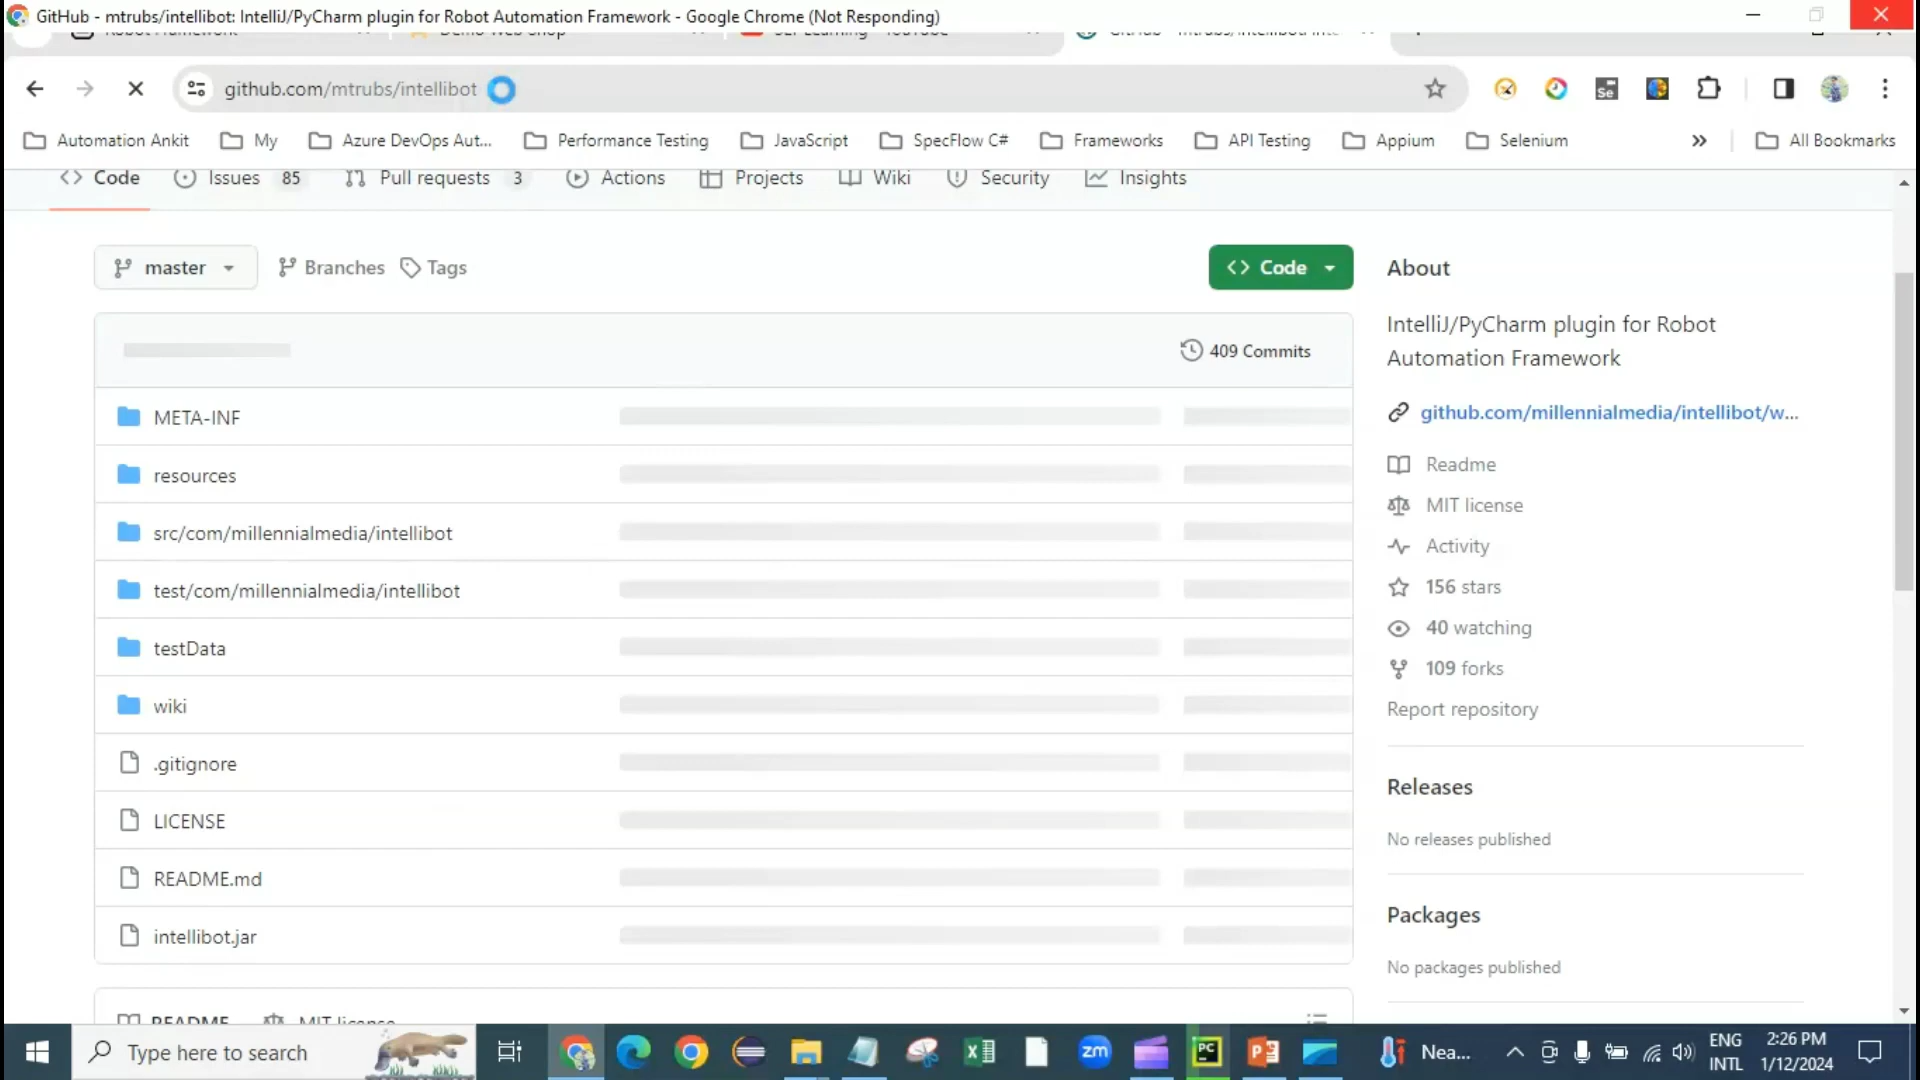 GitHub - mtrubs/intellibot: IntelliJ/PyCharm plugin for Robot Automation Framework - Google Chrome (Not Responding)
github.com/mtrubs/intellibot
Automation Ankit
My
Azure DevOps Aut...
Performance Testing
JavaScript
SpecFlow C#
Frameworks
API Testing
Appium
Selenium
All Bookmarks
Code
Issues 85
Pull requests 3
Actions
Projects
Wiki
Security
Insights
master
Branches
Tags
Code
409 Commits
META-INF
resources
src/com/millennialmedia/intellibot
test/com/millennialmedia/intellibot
testData
wiki
.gitignore
LICENSE
README.md
intellibot.jar
README
MIT license
About
IntelliJ/PyCharm plugin for Robot
Automation Framework
github.com/millennialmedia/intellibot/w...
Readme
MIT license
Activity
156 stars
40 watching
109 forks
Report repository
Releases
No releases published
Packages
No packages published
Type here to search
Nea...
ENG
INTL
2:26 PM
1/12/2024